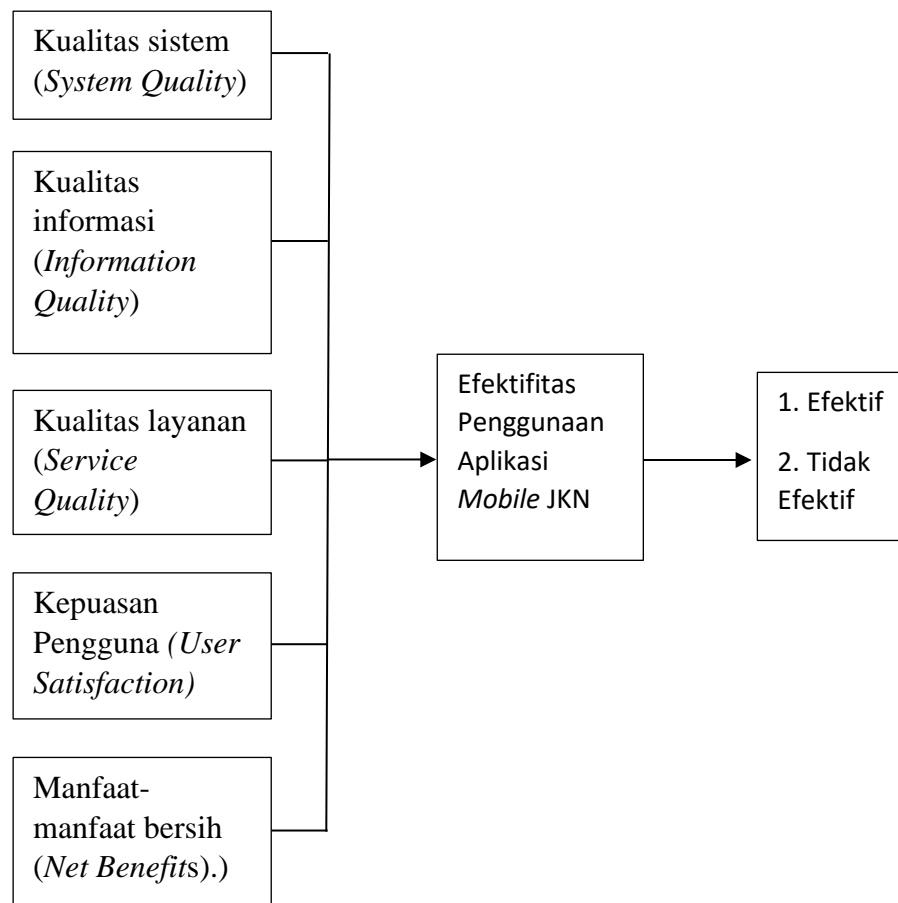 Kualitas sistem
(System Quality)
Kualitas
informasi
(Information
Quality)
Kualitas layanan
(Service
Quality)
Kepuasan
Pengguna (User
Satisfaction)
Manfaat-
manfaat bersih
(Net Benefits).)
Efektifitas
Penggunaan
Aplikasi
Mobile JKN
1. Efektif
2. Tidak
Efektif